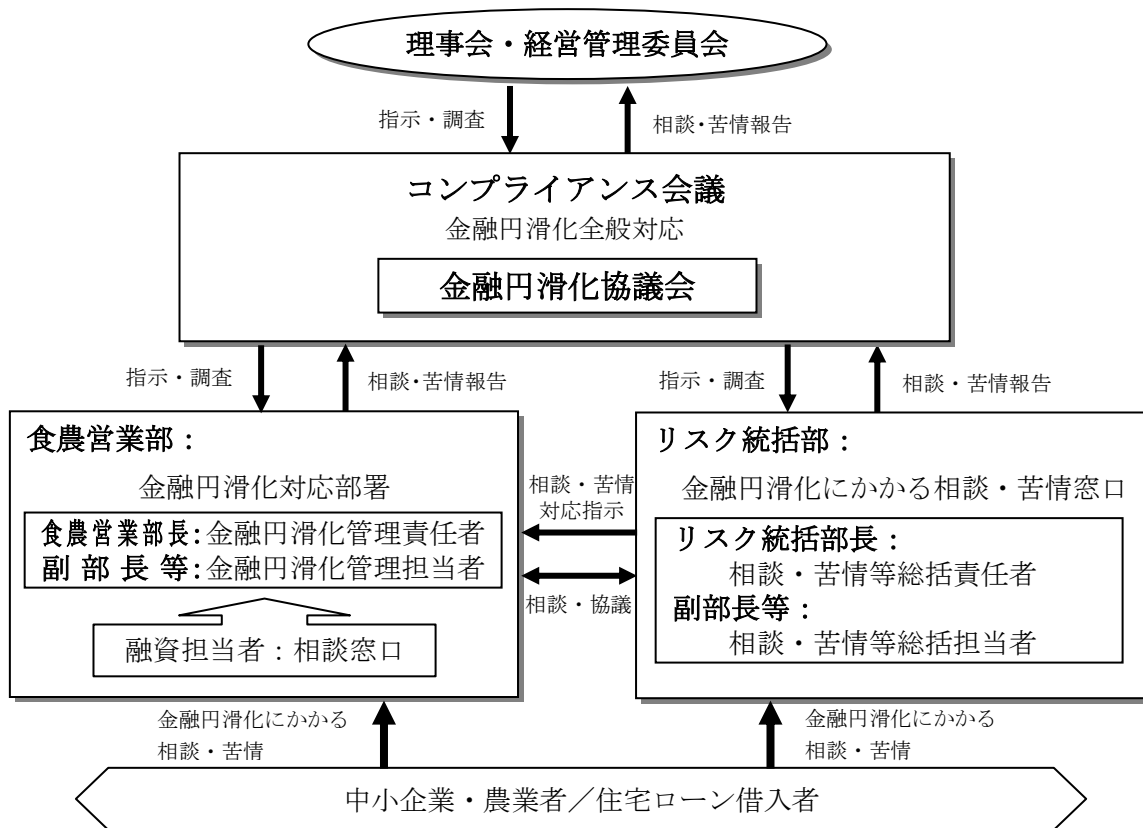 理事会・経営管理委員会
指示・調査
相談・苦情報告
コンプライアンス会議
金融円滑化全般対応
金融円滑化協議会
指示・調査
相談・苦情報告
指示・調査
相談・苦情報告
食農営業部：
金融円滑化対応部署
食農営業部長：金融円滑化管理責任者
副部長等：金融円滑化管理担当者
融資担当者：相談窓口
相談・苦情
対応指示
相談・協議
リスク統括部：
金融円滑化にかかる相談・苦情窓口
リスク統括部長：
相談・苦情等総括責任者
副部長等：
相談・苦情等総括担当者
金融円滑化にかかる
相談・苦情
金融円滑化にかかる
相談・苦情
中小企業・農業者／住宅ローン借入者